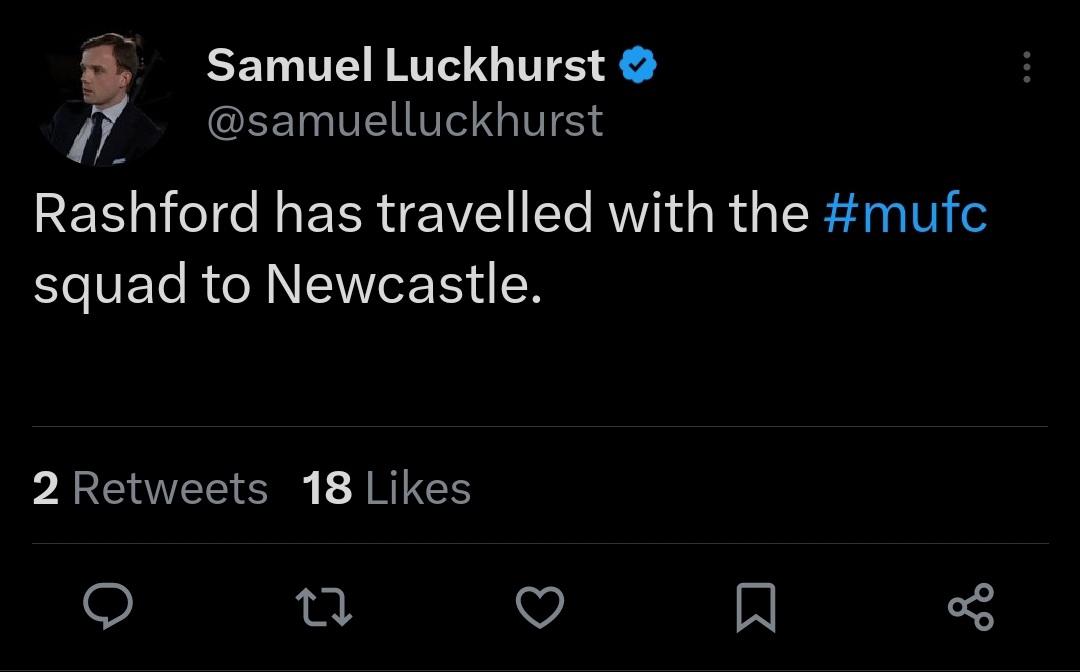 Samuel Luckhurst
@samuelluckhurst
Rashford has travelled with the #mufc
squad to Newcastle.
2 Retweets 18 Likes